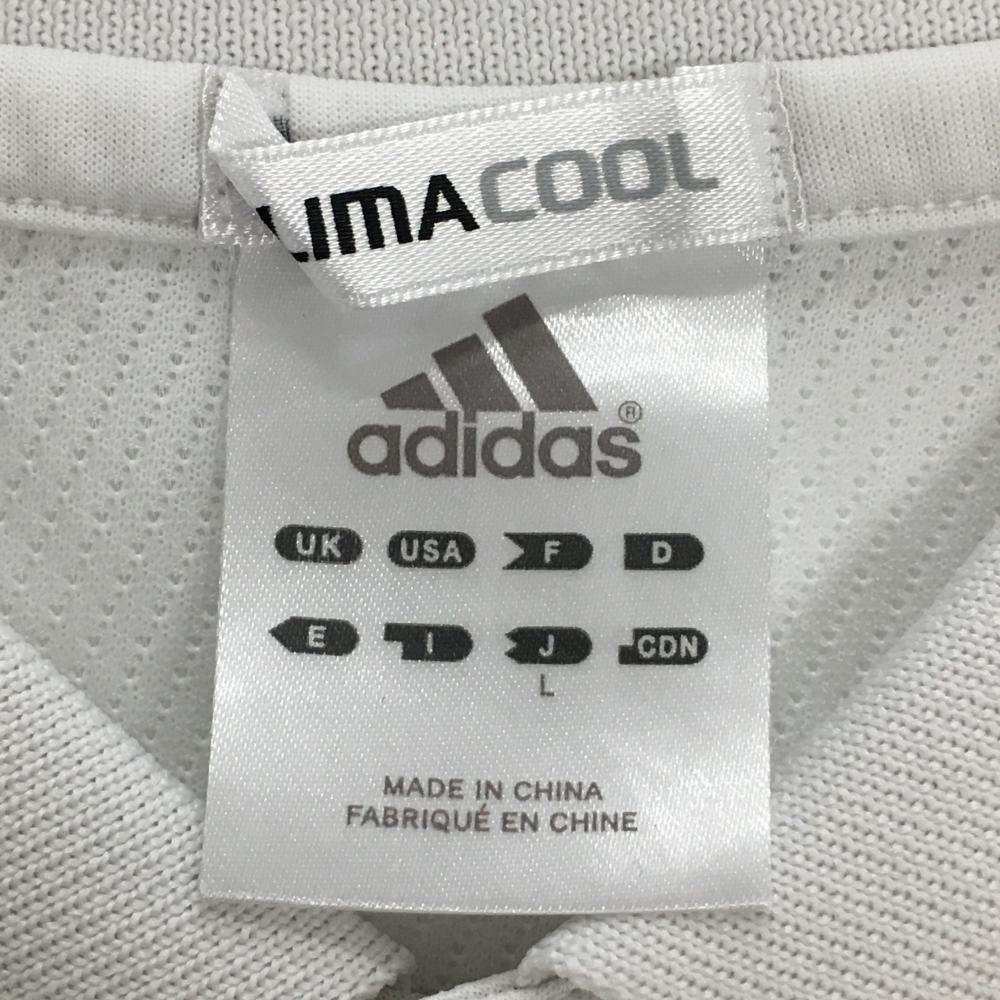 LIMACOOL
adidas®
UK USA F D
E I J CDN
L
MADE IN CHINA
FABRIQUÉ EN CHINE